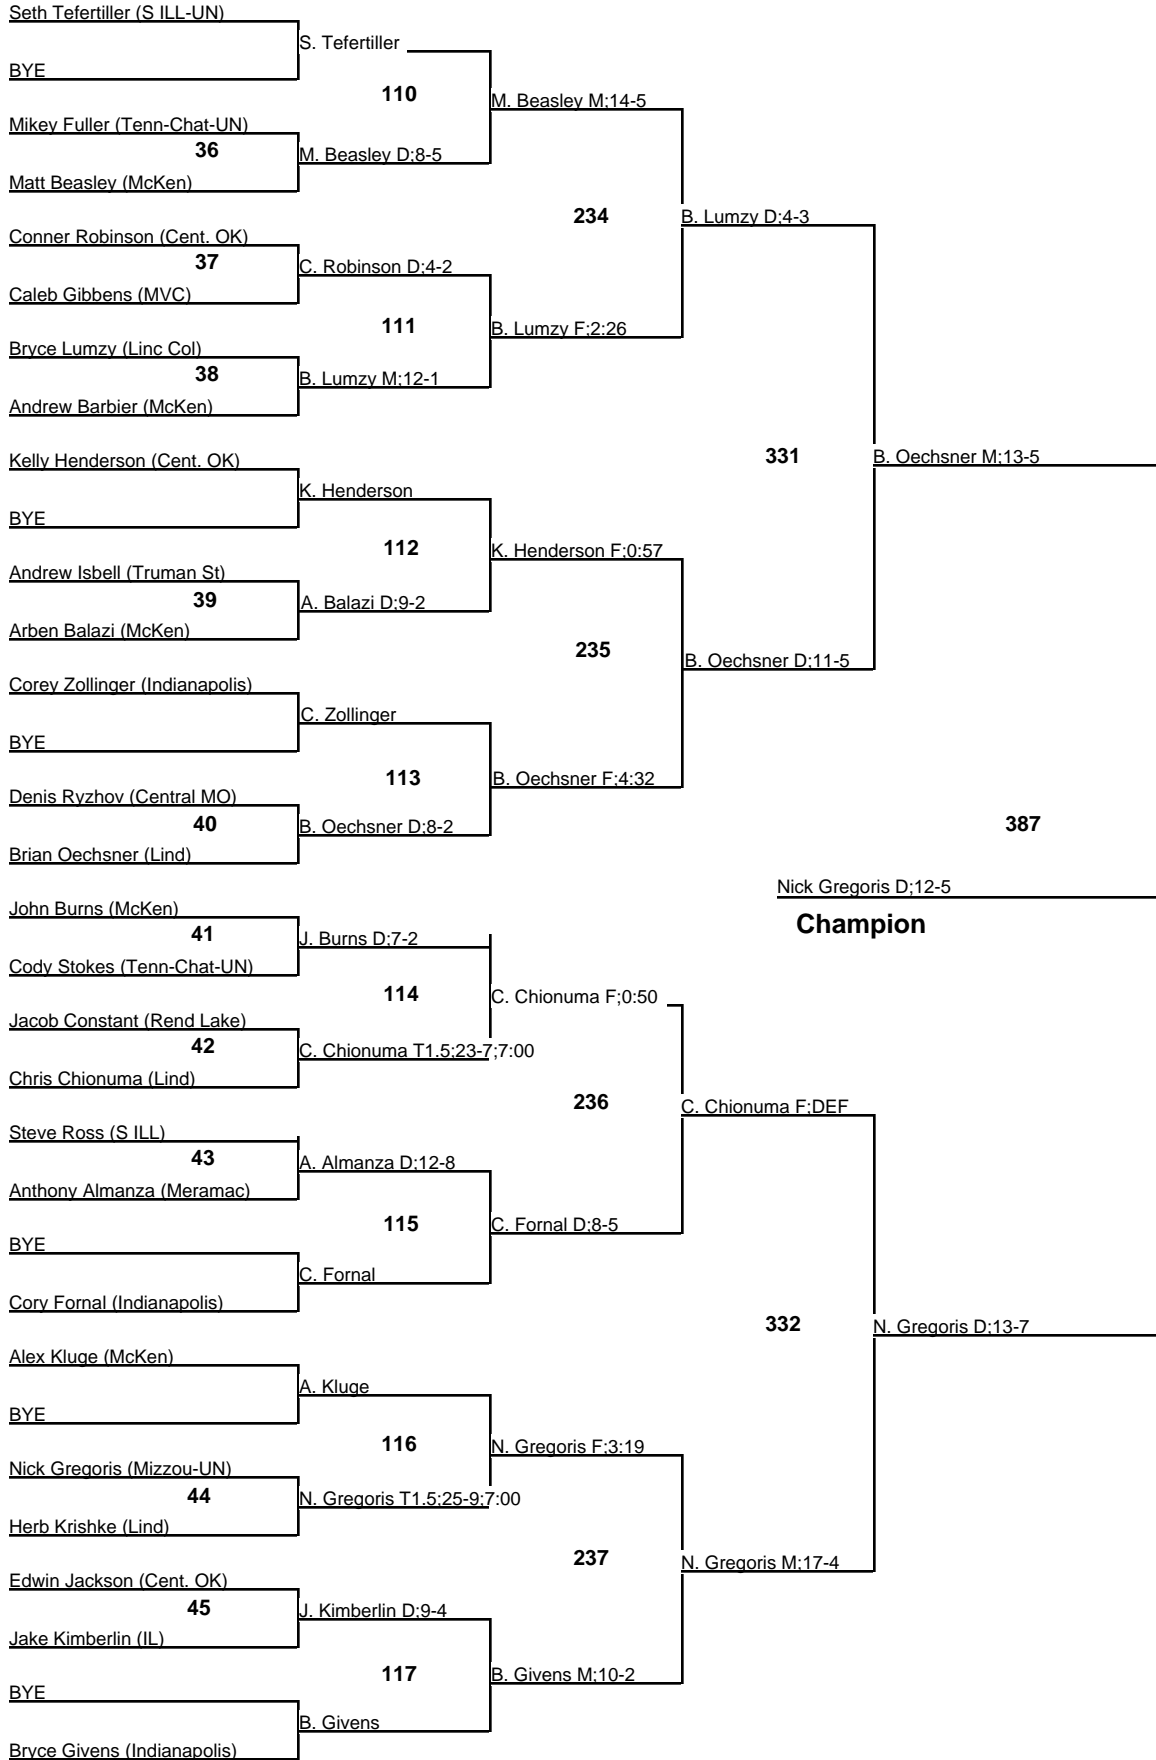 Seth Tefertiller (S ILL-UN)
S. Tefertiller
BYE
110
M. Beasley M;14-5
Mikey Fuller (Tenn-Chat-UN)
36
M. Beasley D;8-5
Matt Beasley (McKen)
234
B. Lumzy D;4-3
Conner Robinson (Cent. OK)
37
C. Robinson D;4-2
Caleb Gibbens (MVC)
111
B. Lumzy F;2:26
Bryce Lumzy (Linc Col)
38
B. Lumzy M;12-1
Andrew Barbier (McKen)
331
B. Oechsner M;13-5
Kelly Henderson (Cent. OK)
K. Henderson
BYE
112
K. Henderson F;0:57
Andrew Isbell (Truman St)
39
A. Balazi D;9-2
Arben Balazi (McKen)
235
B. Oechsner D;11-5
Corey Zollinger (Indianapolis)
C. Zollinger
BYE
113
B. Oechsner F;4:32
Denis Ryzhov (Central MO)
40
B. Oechsner D;8-2
Brian Oechsner (Lind)
387
Nick Gregoris D;12-5
Champion
John Burns (McKen)
41
J. Burns D;7-2
Cody Stokes (Tenn-Chat-UN)
114
C. Chionuma F;0:50
Jacob Constant (Rend Lake)
42
C. Chionuma T1.5;23-7;7:00
Chris Chionuma (Lind)
236
C. Chionuma F;DEF
Steve Ross (S ILL)
43
A. Almanza D;12-8
Anthony Almanza (Meramac)
115
C. Fornal D;8-5
BYE
C. Fornal
Cory Fornal (Indianapolis)
332
N. Gregoris D;13-7
Alex Kluge (McKen)
A. Kluge
BYE
116
N. Gregoris F;3:19
Nick Gregoris (Mizzou-UN)
44
N. Gregoris T1.5;25-9;7:00
Herb Krishke (Lind)
237
N. Gregoris M;17-4
Edwin Jackson (Cent. OK)
45
J. Kimberlin D;9-4
Jake Kimberlin (IL)
117
B. Givens M;10-2
BYE
B. Givens
Bryce Givens (Indianapolis)